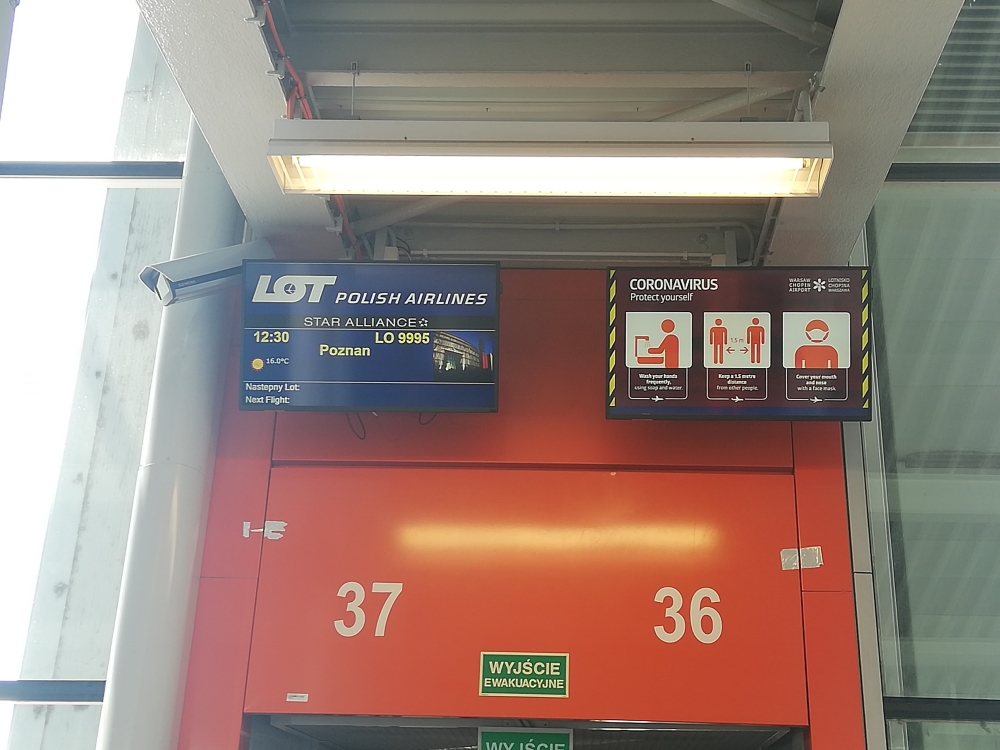 LOT POLISH AIRLINES
STAR ALLIANCE
12:30 LO 9995
Poznan
16.0°C
Następny Lot:
Next Flight:
CORONAVIRUS
Protect yourself
WARSAW
CHOPIN
AIRPORT
LOTNISKO
CHOPINA
WARSZAWA
1.5 m
Wash your hands
frequently,
using soap and water.
Keep a 1.5 metre
distance
from other people.
Cover your mouth
and nose
with a face mask.
37 36
WYJŚCIE
EWAKUACYJNE
WYJŚCIE